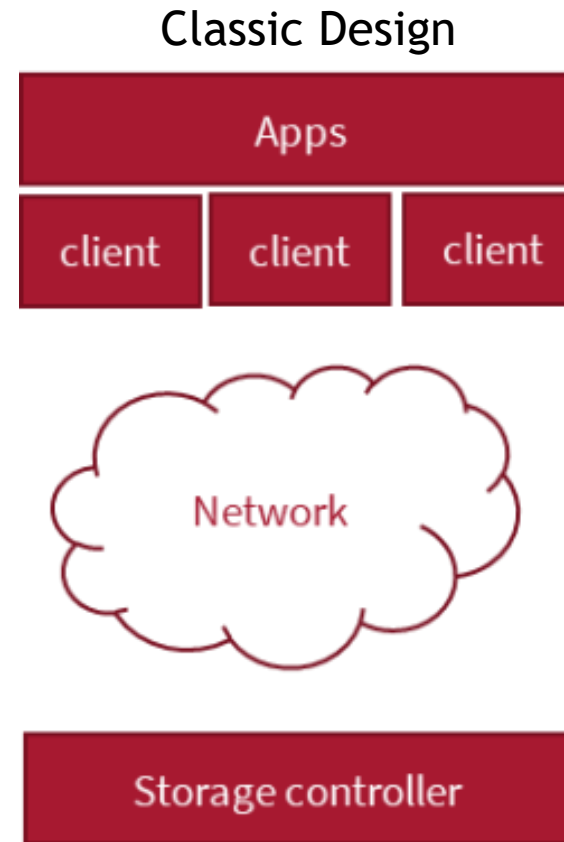 Classic Design
Apps
client client client
Network
Storage controller